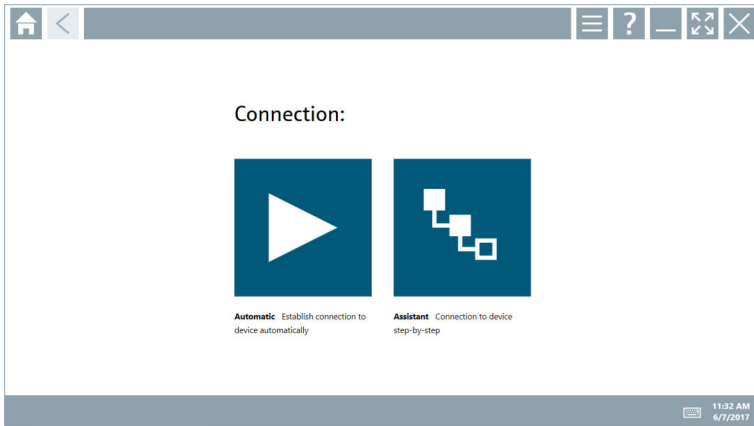 ?
Connection:
Automatic Establish connection to
device automatically
Assistant Connection to device
step-by-step
11:32 AM
6/7/2017